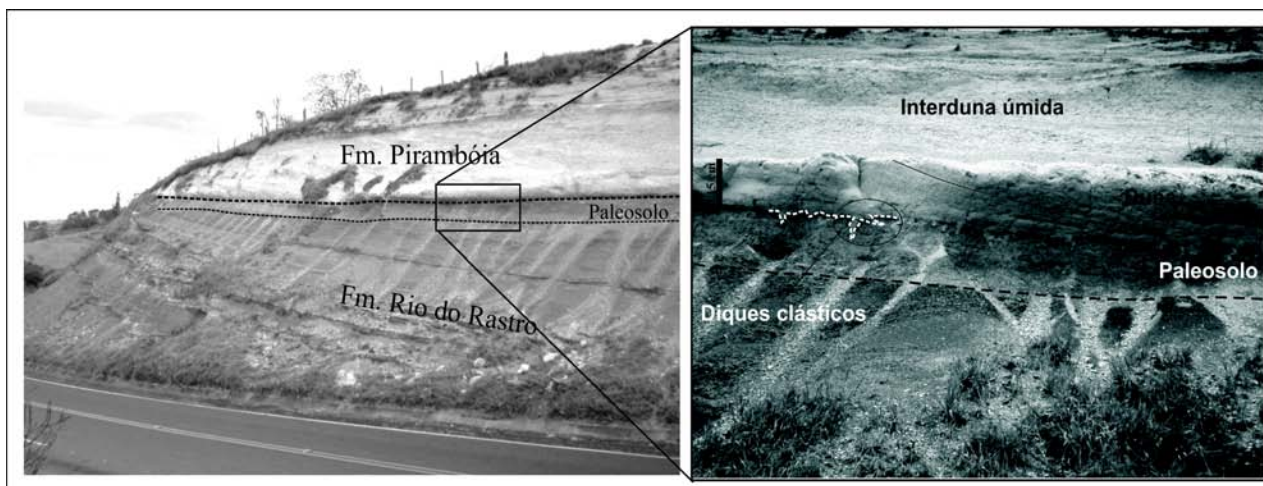 Fm. Pirambóia
Paleosolo
Fm. Rio do Rastro
Interduna úmida
Paleosolo
Diques clásticos